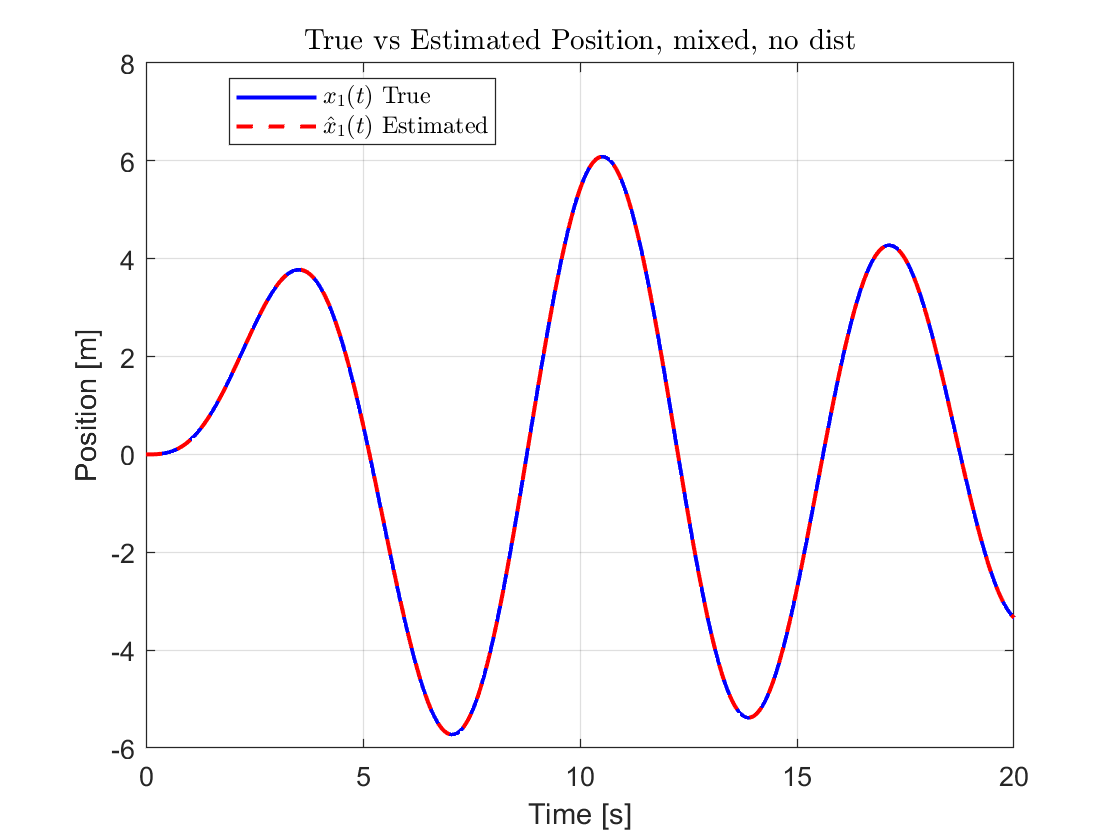 True vs Estimated Position, mixed, no dist
x₁(t) True
x̂₁(t) Estimated
8
6
4
2
0
-2
-4
-6
Position [m]
0 5 10 15 20
Time [s]